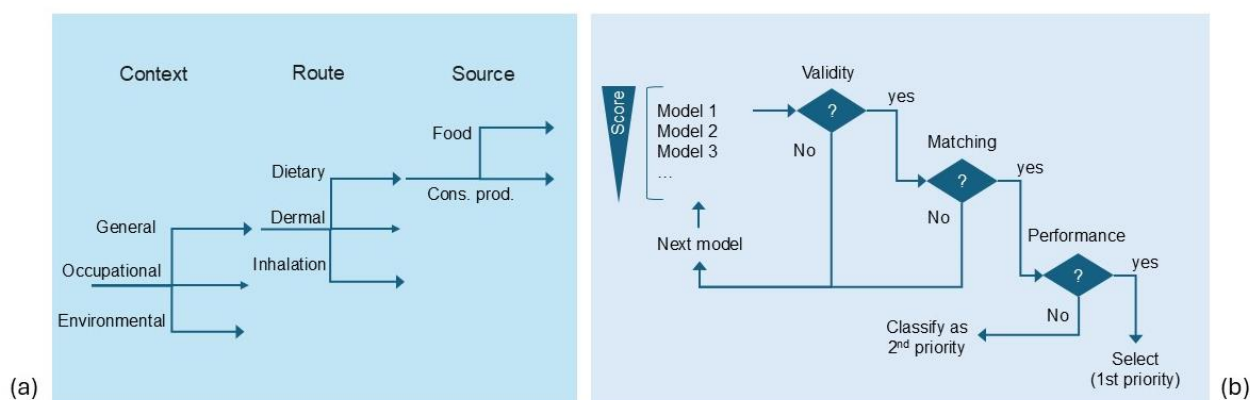 Context
Route
Source
Food
Cons. prod.
Dietary
Dermal
Inhalation
General
Occupational
Environmental
(a)
Score
Model 1
Model 2
Model 3
...
Next model
Validity
?
yes
No
Matching
?
yes
No
Performance
?
yes
No
Classify as
2nd priority
Select
(1st priority)
(b)